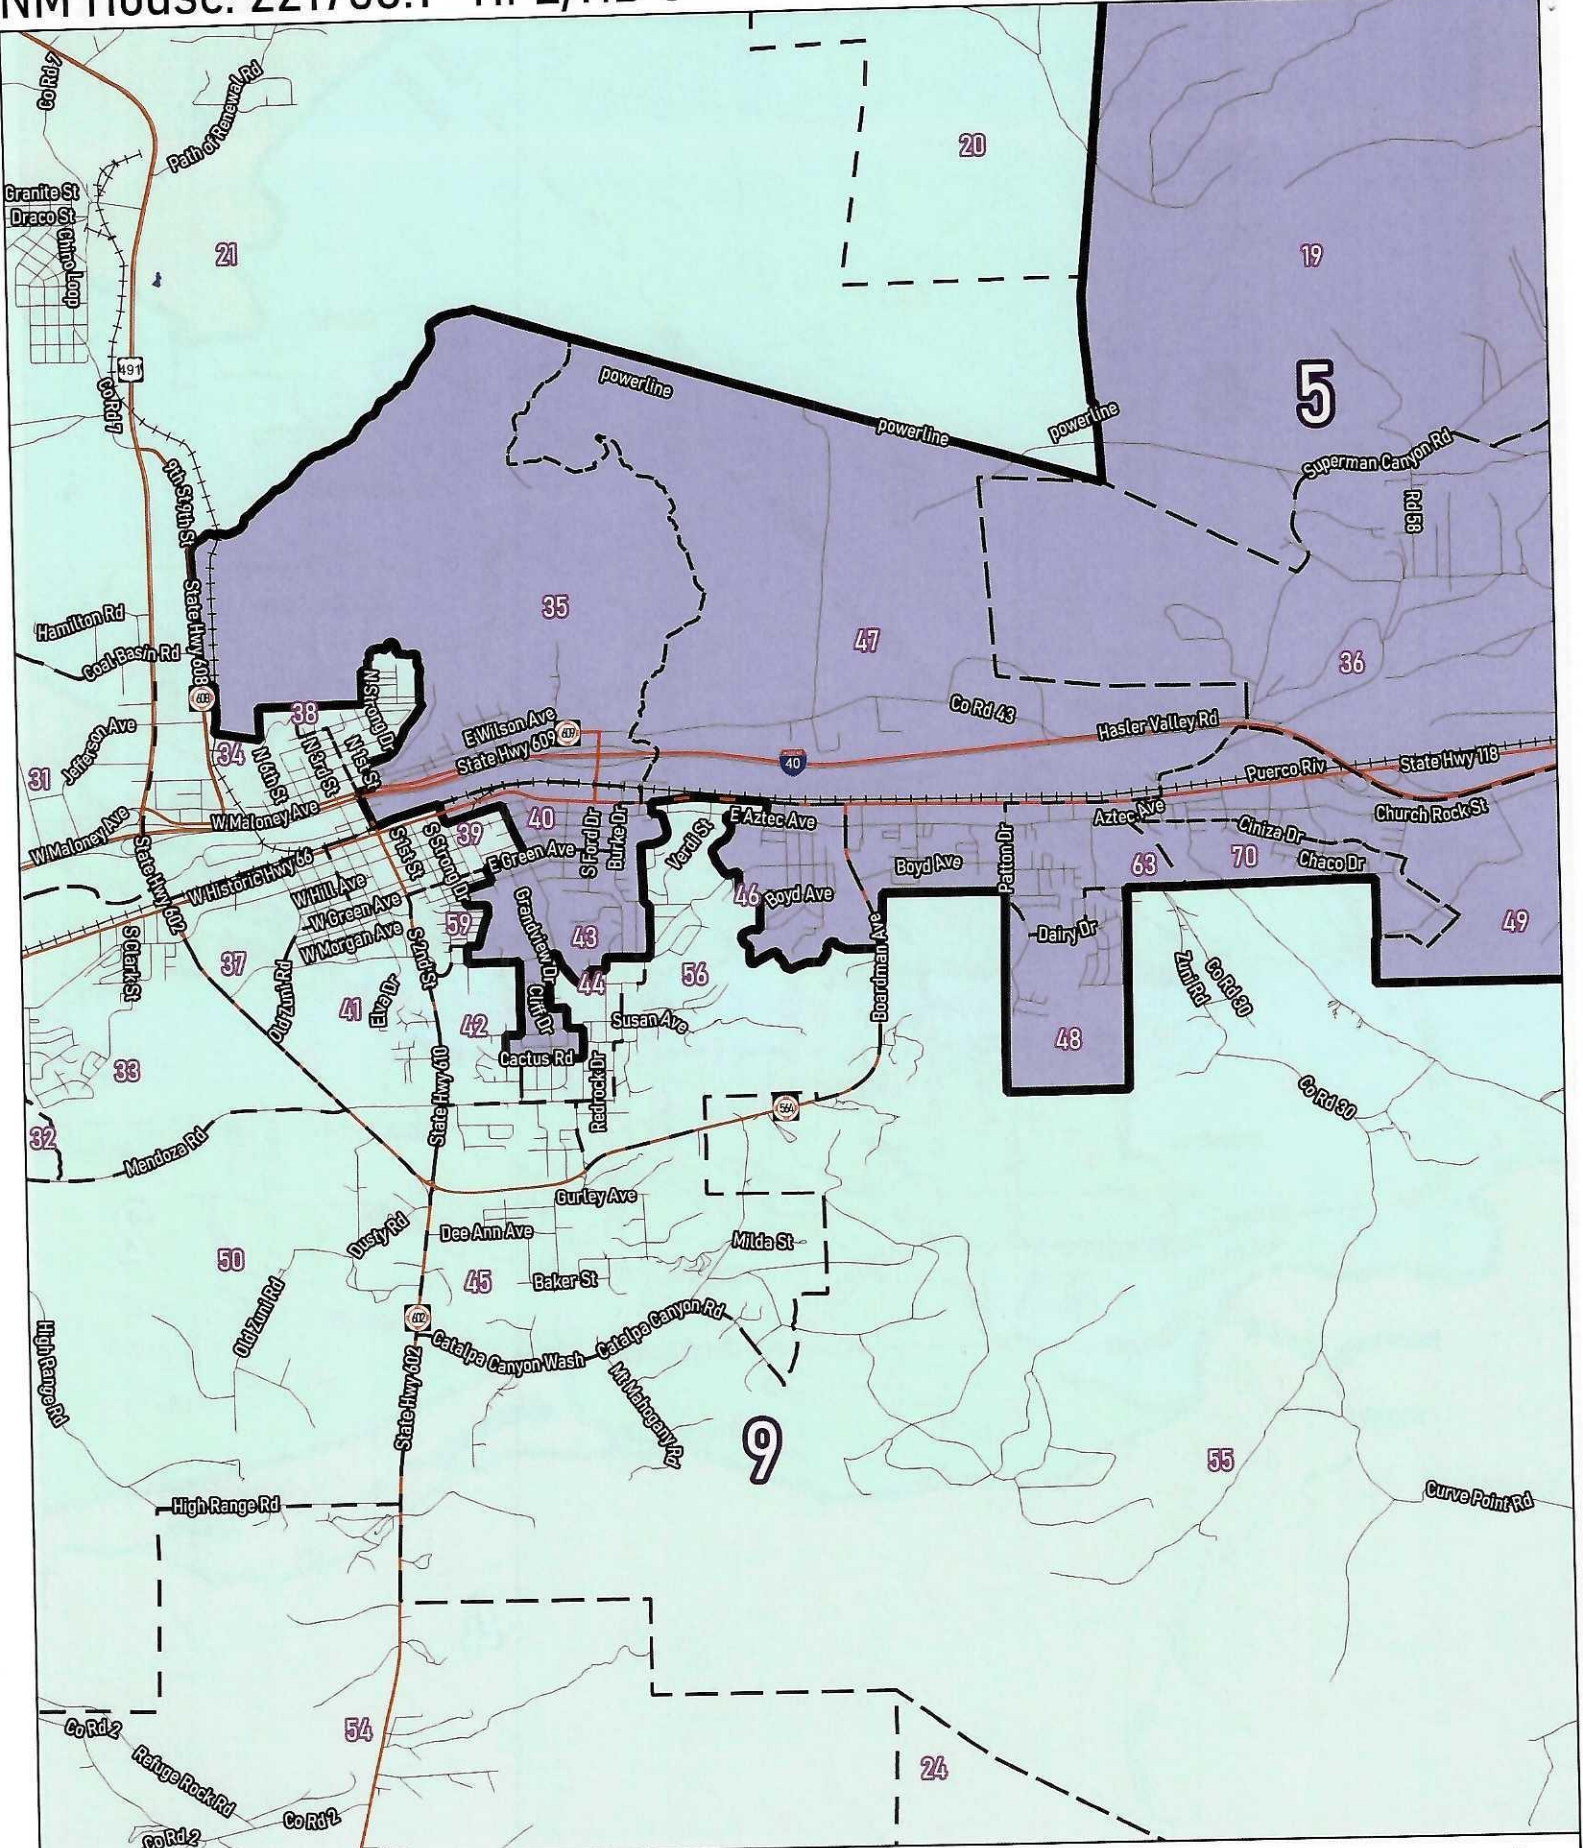 NM House: 221766.1
Co Rd 7
Path of Renewal Rd
20
Granite St
Draco St
Chino Loop
21
19
491
Co Rd 7
5
powerline
powerline
powerline
Superman Canyon Rd
Rd 58
9th St
9th St
State Hwy 608
35
47
36
Hamilton Rd
Coal Basin Rd
608
N Strong Dr
38
Co Rd 43
Hasler Valley Rd
Jefferson Ave
34
N 6th St
N 3rd St
N 1st St
E Wilson Ave
609
State Hwy 609
40
Puerco Riv
State Hwy 118
31
W Maloney Ave
W Maloney Ave
S 1st St
S Strong Dr
39
40
S Ford Dr
Burke Dr
Verdi St
E Aztec Ave
Aztec Ave
Church Rock St
Ciniza Dr
State Hwy 602
W Historic Hwy 66
E Green Ave
Boyd Ave
Patton Dr
63
70
Chaco Dr
W Hill Ave
46
Boyd Ave
W Green Ave
59
Grandview Dr
43
Dairy Dr
49
W Morgan Ave
S 2nd St
Boardman Ave
S Clark St
37
Old Zuni Rd
44
56
Zuni Rd
Co Rd 30
41
Elva Dr
42
Cliff Dr
Susan Ave
48
33
Cactus Rd
Redrock Dr
State Hwy 610
564
Co Rd 30
32
Mendoza Rd
Gurley Ave
Dusty Rd
Dee Ann Ave
Milda St
50
45
Baker St
Old Zuni Rd
602
Catalpa Canyon Wash
Catalpa Canyon Rd
High Range Rd
State Hwy 602
Mt Mahogany Rd
9
55
Curve Point Rd
High Range Rd
54
Co Rd 2
Refuge Rock Rd
24
Co Rd 2
Co Rd 2